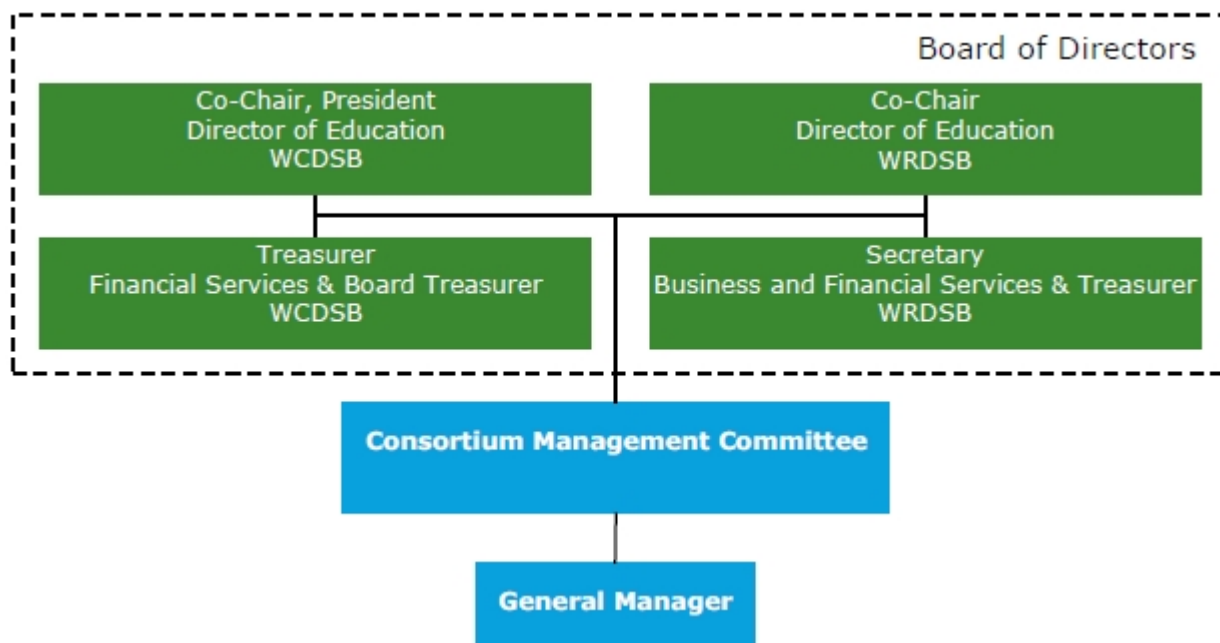 Board of Directors
Co-Chair, President
Director of Education
WCDSB
Co-Chair
Director of Education
WRDSB
Treasurer
Financial Services & Board Treasurer
WCDSB
Secretary
Business and Financial Services & Treasurer
WRDSB
Consortium Management Committee
General Manager